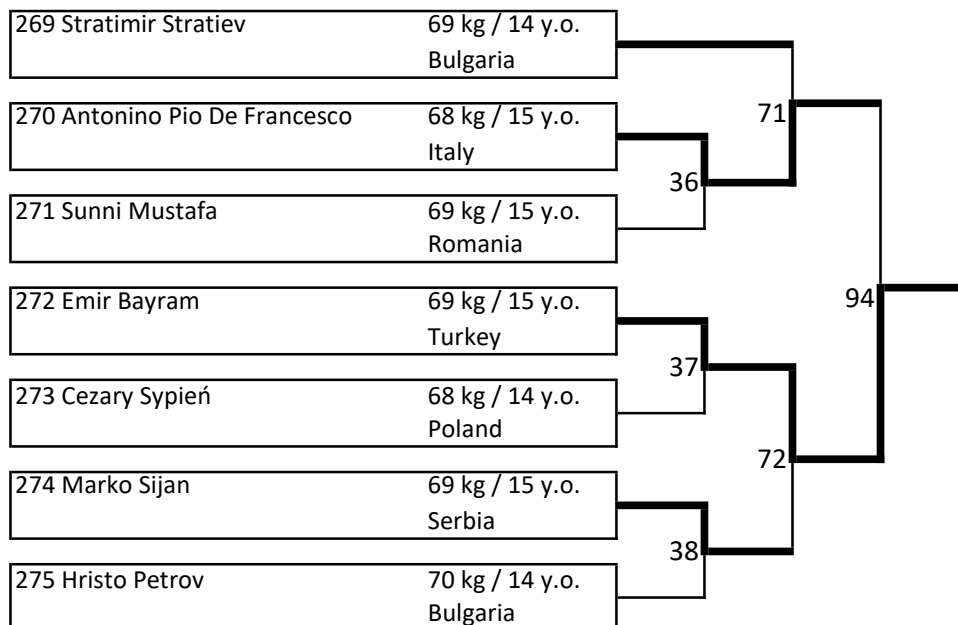 269 Stratimir Stratiev 69 kg / 14 y.o.
Bulgaria
270 Antonino Pio De Francesco 68 kg / 15 y.o.
Italy
71
36
271 Sunni Mustafa 69 kg / 15 y.o.
Romania
272 Emir Bayram 69 kg / 15 y.o.
Turkey
94
37
273 Cezary Sypień 68 kg / 14 y.o.
Poland
72
274 Marko Sijan 69 kg / 15 y.o.
Serbia
38
275 Hristo Petrov 70 kg / 14 y.o.
Bulgaria